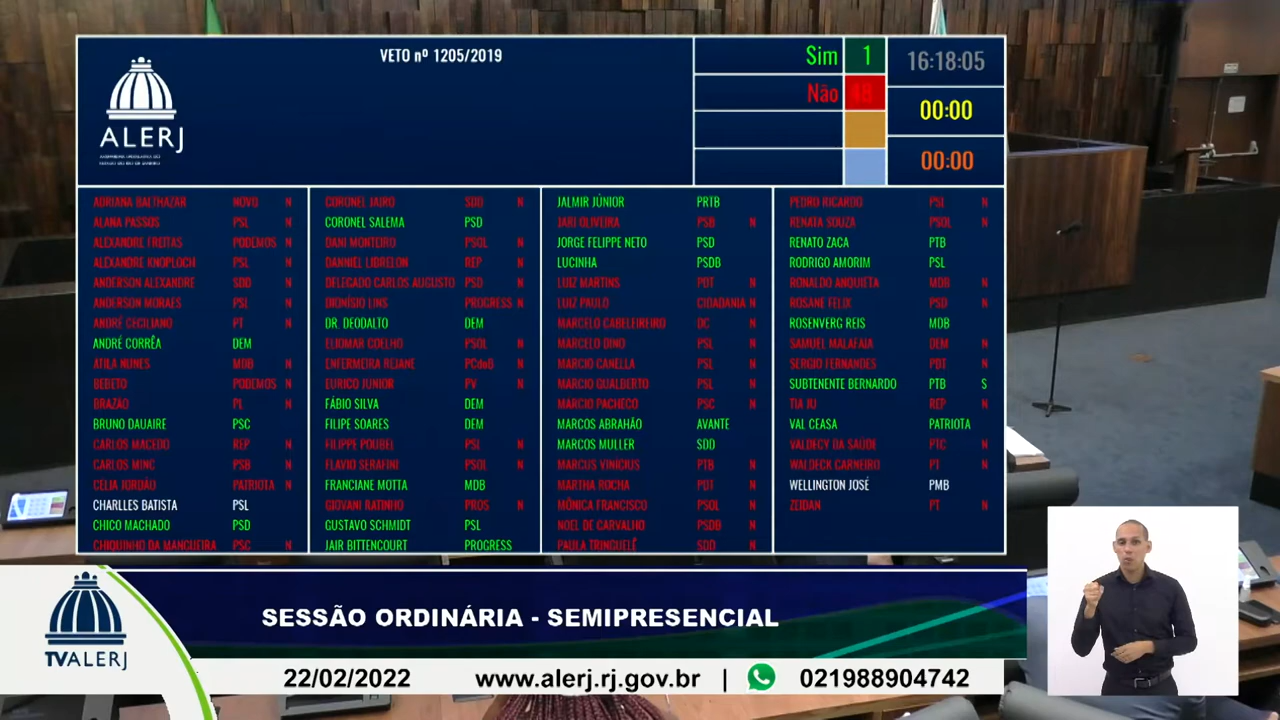 VETO nº 1205/2019
Sim 1
Não
16:18:05
00:00
00:00
ALERJ
ADRIANA BALTHAZAR NOVO N
ALANA PASSOS PSL N
ALEXANDRE FREITAS PODEMOS N
ALEXANDRE KNOPLOCH PSL N
ANDERSON ALEXANDRE SDD N
ANDERSON MORAES PSL N
ANDRÉ CECILIANO PT N
ANDRÉ CORRÊA DEM
ATILA NUNES MDB N
BEBETO PODEMOS N
BRAZÃO PL N
BRUNO DAUAIRE PSC
CARLOS MACEDO REP N
CARLOS MINC PSB N
CÉLIA JORDÃO PATRIOTA N
CHARLLES BATISTA PSL
CHICO MACHADO PSD
CHIQUINHO DA MANGUEIRA PSC N
CORONEL JAIRO SDD N
CORONEL SALEMA PSD
DANI MONTEIRO PSOL N
DANNIEL LIBRELON REP N
DELEGADO CARLOS AUGUSTO PSD N
DIONÍSIO LINS PROGRESS N
DR. DEODALTO DEM
ELIOMAR COELHO PSOL N
ENFERMEIRA REJANE PCdoB N
EURICO JUNIOR PV N
FÁBIO SILVA DEM
FILIPE SOARES DEM
FILIPPE POUBEL PSL N
FLAVIO SERAFINI PSOL N
FRANCIANE MOTTA MDB
GIOVANI RATINHO PROS N
GUSTAVO SCHMIDT PSL
JAIR BITTENCOURT PROGRESS
JALMIR JÚNIOR PRTB
JARI OLIVEIRA PSB N
JORGE FELIPPE NETO PSD
LUCINHA PSDB
LUIZ MARTINS PDT N
LUIZ PAULO CIDADANIA N
MARCELO CABELEIREIRO DC N
MARCELO DINO PSL N
MARCIO CANELLA PSL N
MARCIO GUALBERTO PSL N
MARCIO PACHECO PSC N
MARCOS ABRAHÃO AVANTE
MARCOS MULLER SDD
MARCUS VINICIUS PTB N
MARTHA ROCHA PDT N
MÔNICA FRANCISCO PSOL N
NOEL DE CARVALHO PSDB N
PAULA TRINGUELÊ SDD N
PEDRO RICARDO PSL N
RENATA SOUZA PSOL N
RENATO ZACA PTB
RODRIGO AMORIM PSL
RONALDO ANQUIETA MDB N
ROSANE FELIX PSD N
ROSENVERG REIS MDB
SAMUEL MALAFAIA DEM N
SERGIO FERNANDES PDT N
SUBTENENTE BERNARDO PTB S
TIA JU REP N
VAL CEASA PATRIOTA
VALDECY DA SAÚDE PTC N
WALDECK CARNEIRO PT N
WELLINGTON JOSÉ PMB
ZEIDAN PT N
SESSÃO ORDINÁRIA - SEMIPRESENCIAL
TVALERJ
22/02/2022 www.alerj.rj.gov.br | 021988904742